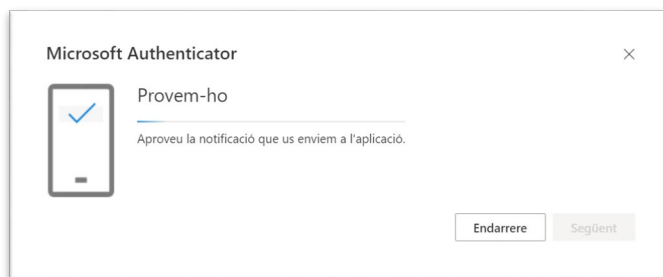 Microsoft Authenticator
Provem-ho
Aproveu la notificació que us enviem a l'aplicació.
Endarrere
Següent